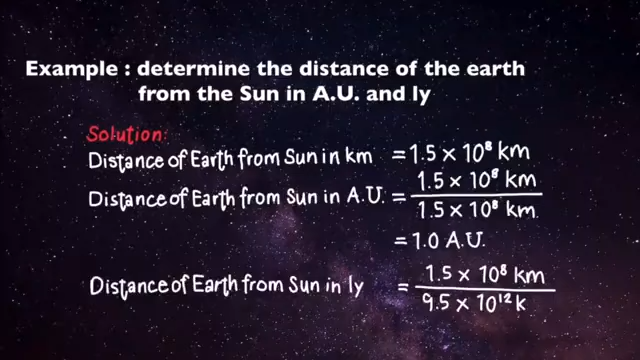 Example : determine the distance of the earth
from the Sun in A.U. and ly
Solution:
Distance of Earth from Sun in km = 1.5 × 10⁸ km
Distance of Earth from Sun in A.U. = 1.5 × 10⁸ km / 1.5 × 10⁸ km
= 1.0 A.U.
Distance of Earth from Sun in ly = 1.5 × 10⁸ km / 9.5 × 10¹² k